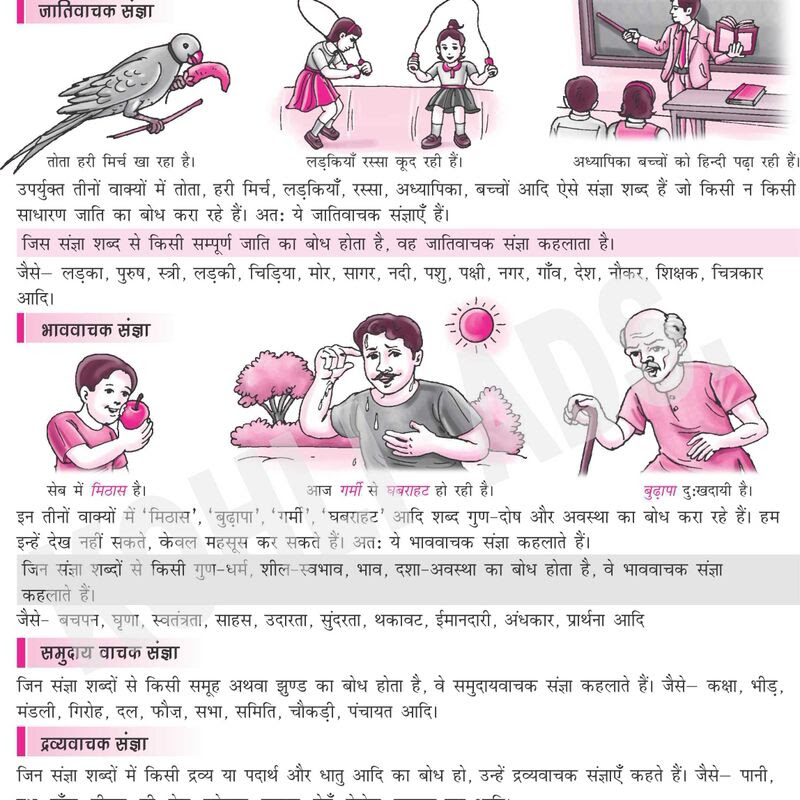 जातिवाचक संज्ञा
तोता हरी मिर्च खा रहा है।
लड़कियाँ रस्सा कूद रही हैं।
अध्यापिका बच्चों को हिन्दी पढ़ा रही हैं।
उपर्युक्त तीनों वाक्यों में तोता, हरी मिर्च, लड़कियाँ, रस्सा, अध्यापिका, बच्चों आदि ऐसे संज्ञा शब्द हैं जो किसी न किसी
साधारण जाति का बोध करा रहे हैं। अतः ये जातिवाचक संज्ञाएँ हैं।
जिस संज्ञा शब्द से किसी सम्पूर्ण जाति का बोध होता है, वह जातिवाचक संज्ञा कहलाता है।
जैसे– लड़का, पुरुष, स्त्री, लड़की, चिड़िया, मोर, सागर, नदी, पशु, पक्षी, नगर, गाँव, देश, नौकर, शिक्षक, चित्रकार
आदि।
भाववाचक संज्ञा
सेब में मिठास है।
आज गर्मी से घबराहट हो रही है।
बुढ़ापा दुःखदायी है।
इन तीनों वाक्यों में ‘मिठास’, ‘बुढ़ापा’, ‘गर्मी’, ‘घबराहट’ आदि शब्द गुण-दोष और अवस्था का बोध करा रहे हैं। हम
इन्हें देख नहीं सकते, केवल महसूस कर सकते हैं। अतः ये भाववाचक संज्ञा कहलाते हैं।
जिन संज्ञा शब्दों से किसी गुण-धर्म, शील-स्वभाव, भाव, दशा-अवस्था का बोध होता है, वे भाववाचक संज्ञा
कहलाते हैं।
जैसे- बचपन, घृणा, स्वतंत्रता, साहस, उदारता, सुंदरता, थकावट, ईमानदारी, अंधकार, प्रार्थना आदि
समुदाय वाचक संज्ञा
जिन संज्ञा शब्दों से किसी समूह अथवा झुण्ड का बोध होता है, वे समुदायवाचक संज्ञा कहलाते हैं। जैसे– कक्षा, भीड़,
मंडली, गिरोह, दल, फौज़, सभा, समिति, चौकड़ी, पंचायत आदि।
द्रव्यवाचक संज्ञा
जिन संज्ञा शब्दों में किसी द्रव्य या पदार्थ और धातु आदि का बोध हो, उन्हें द्रव्यवाचक संज्ञाएँ कहते हैं। जैसे– पानी,